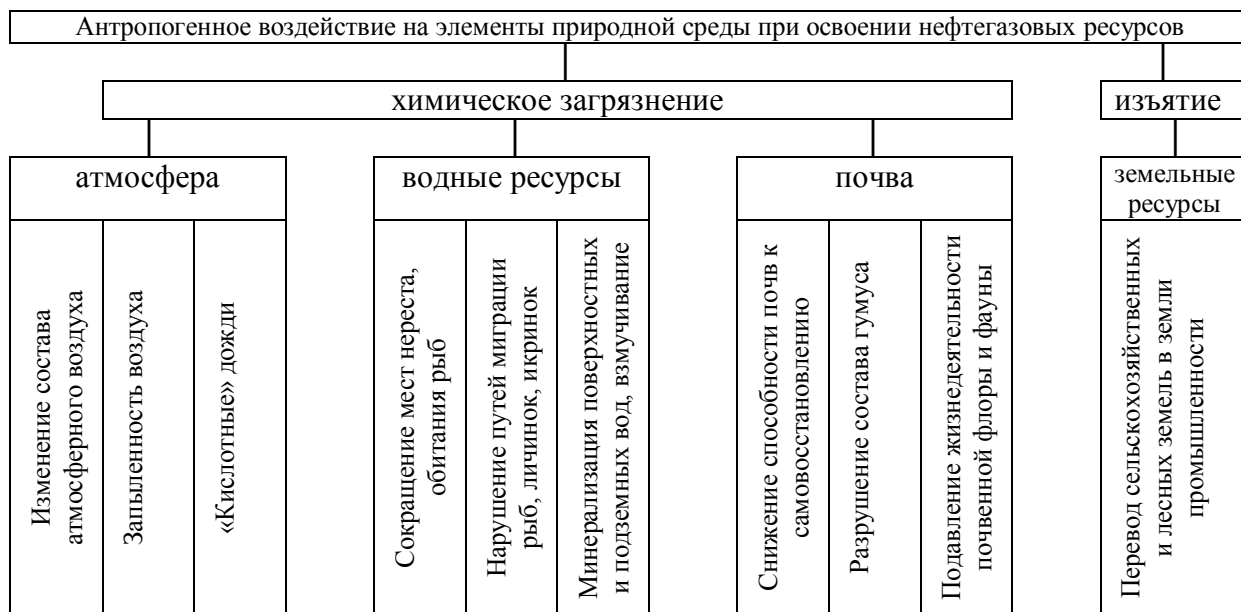 Антропогенное воздействие на элементы природной среды при освоении нефтегазовых ресурсов
химическое загрязнение
изъятие
атмосфера
водные ресурсы
почва
земельные
ресурсы
Изменение состава
атмосферного воздуха
Запыленность воздуха
«Кислотные» дожди
Сокращение мест нереста,
обитания рыб
Нарушение путей миграции
рыб, личинок, икринок
Минерализация поверхностных
и подземных вод, взмучивание
Снижение способности почв к
самовосстановлению
Разрушение состава гумуса
Подавление жизнедеятельности
почвенной флоры и фауны
Перевод сельскохозяйственных
и лесных земель в земли
промышленности